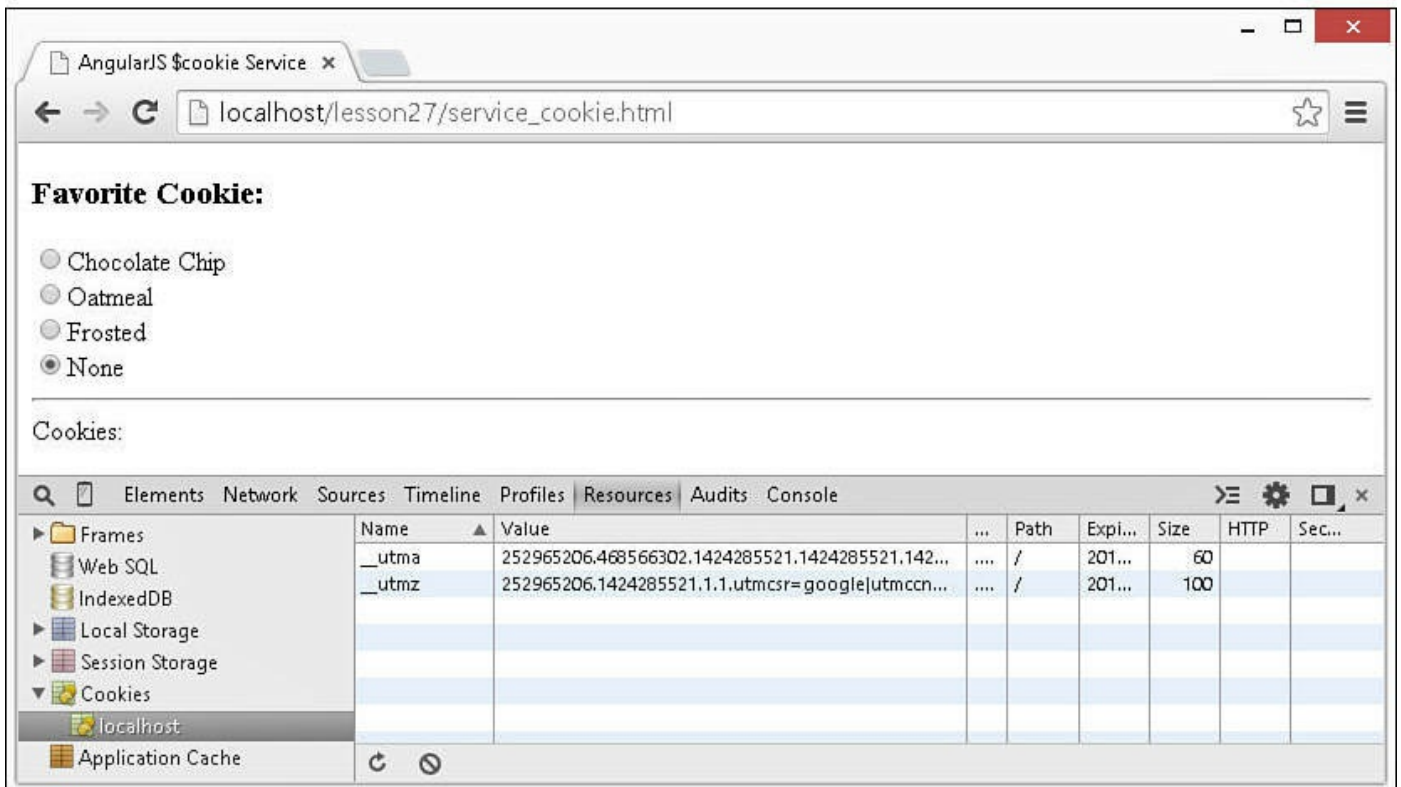 AngularJS $cookie Service ×
localhost/lesson27/service_cookie.html
Favorite Cookie:
Chocolate Chip
Oatmeal
Frosted
None
Cookies:
Elements Network Sources Timeline Profiles Resources Audits Console
Frames
Web SQL
IndexedDB
Local Storage
Session Storage
Cookies
localhost
Application Cache
Name Value ... Path Expi... Size HTTP Sec...
__utma 252965206.468566302.1424285521.1424285521.142... .... / 201... 60
__utmz 252965206.1424285521.1.1.utmcsr=google|utmccn... .... / 201... 100